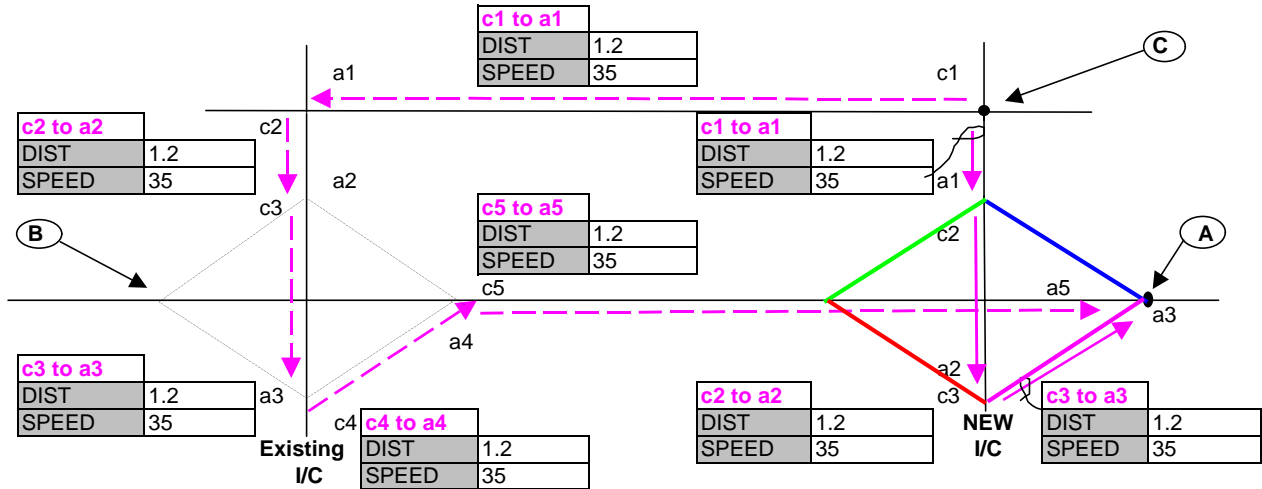 c1 to a1
DIST 1.2
SPEED 35
C
a1
c1
c2 to a2
DIST 1.2
SPEED 35
c2
c1 to a1
DIST 1.2
SPEED 35
a1
a2
c3
c5 to a5
DIST 1.2
SPEED 35
c2
B
A
c5
a5
a3
a4
c3 to a3
DIST 1.2
SPEED 35
a3
a2
c3
c4
c4 to a4
DIST 1.2
SPEED 35
Existing
I/C
c2 to a2
DIST 1.2
SPEED 35
NEW
I/C
c3 to a3
DIST 1.2
SPEED 35